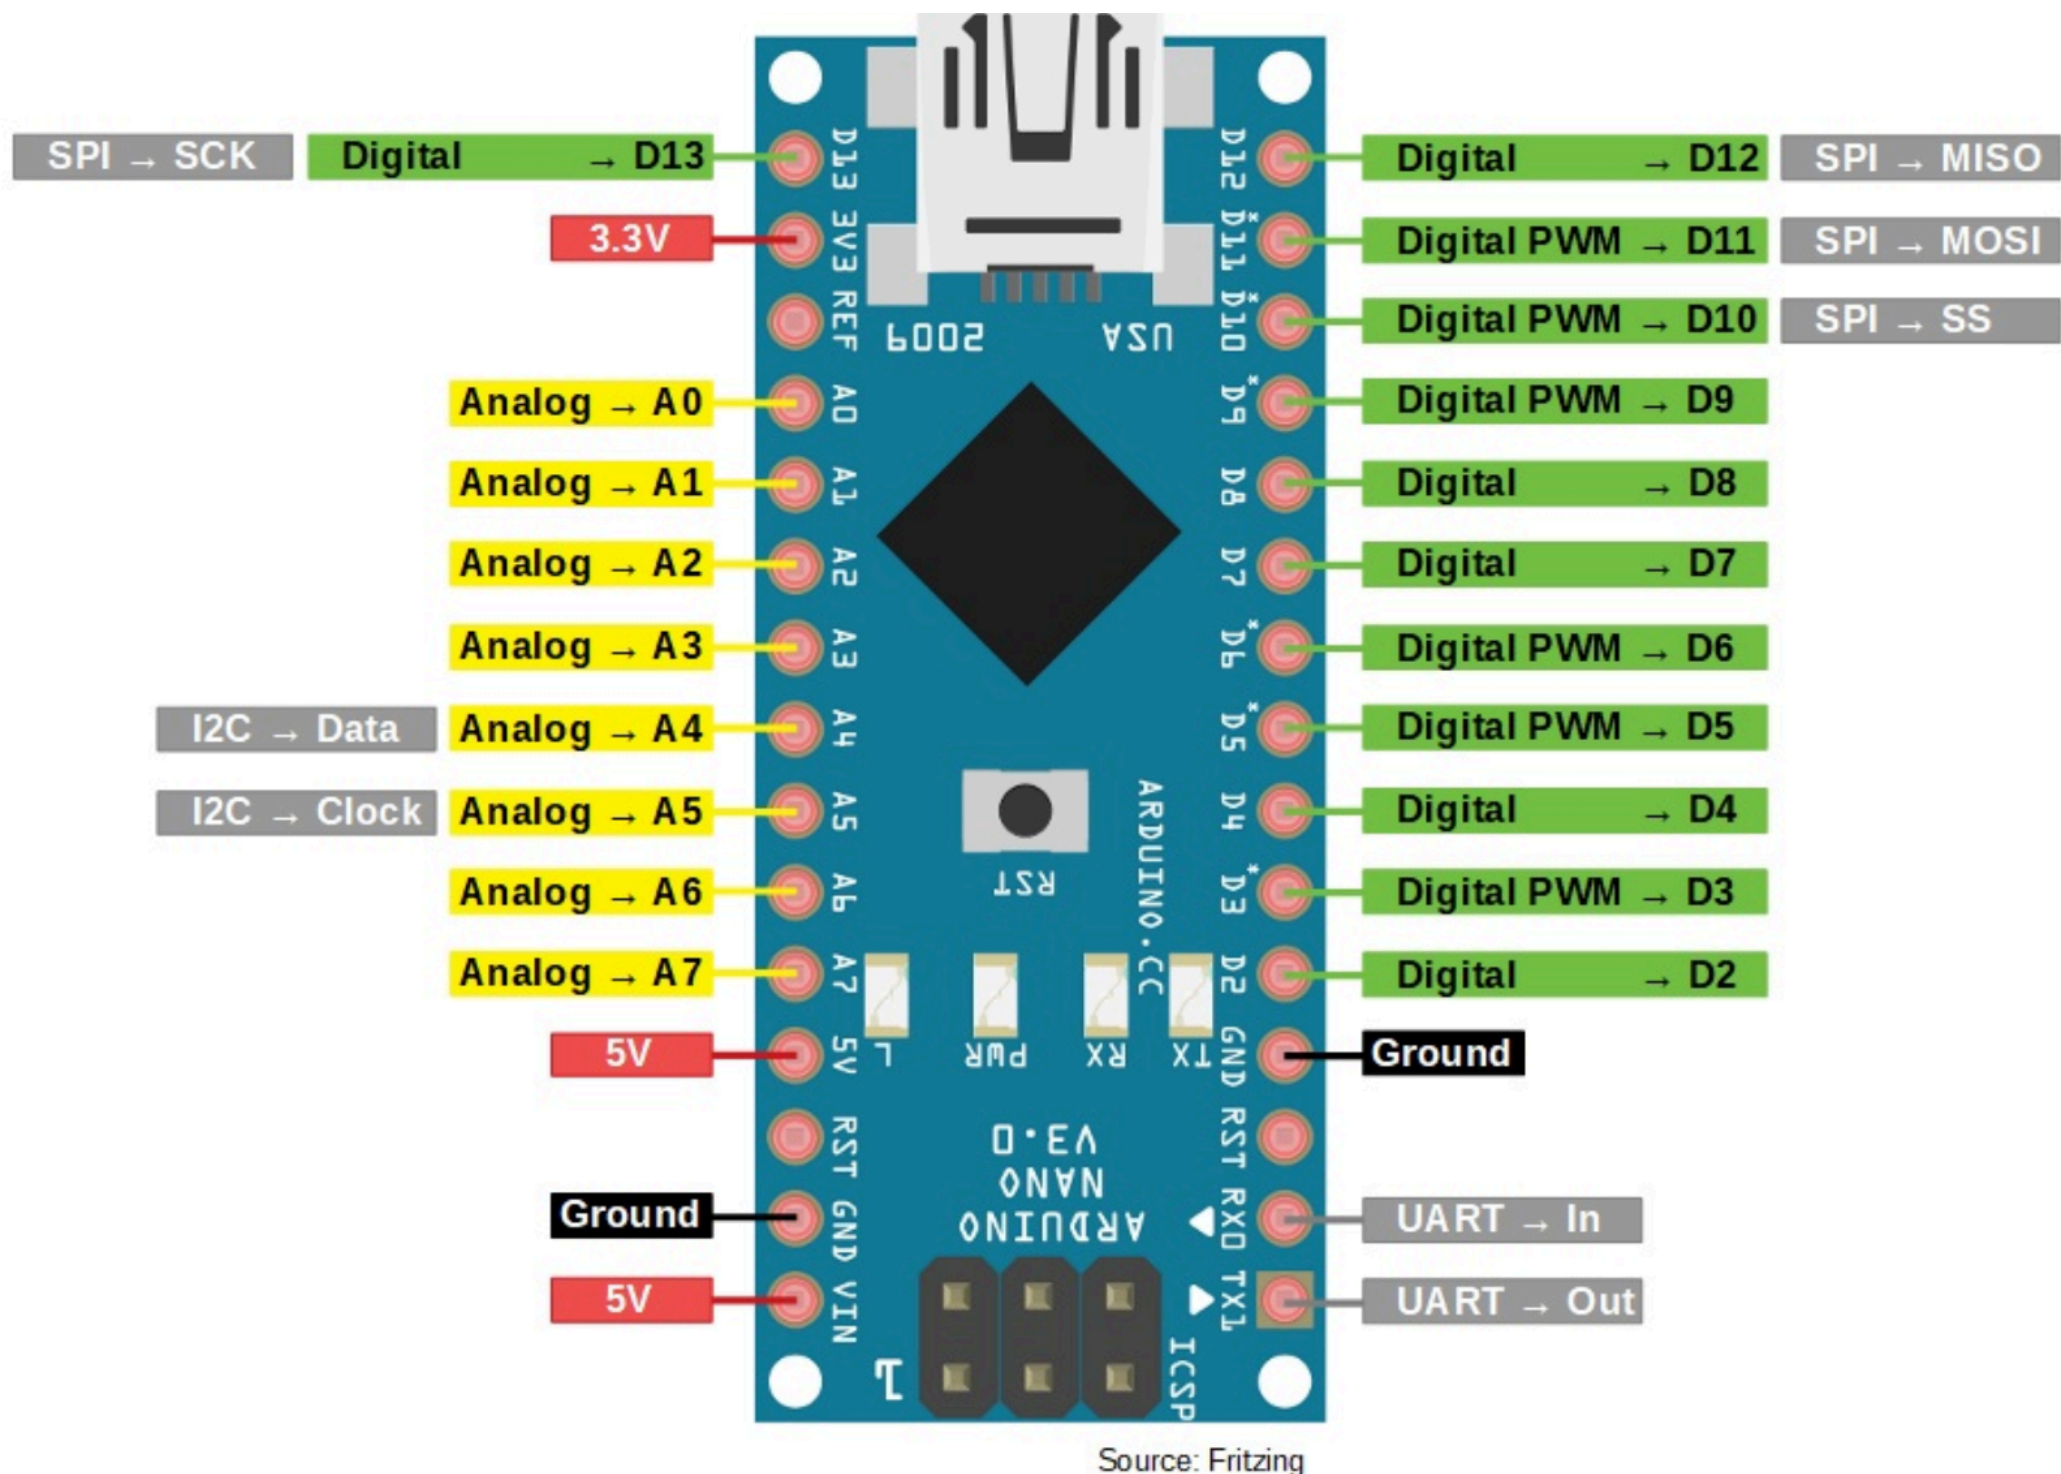 SPI → SCK Digital → D13
3.3V
Analog → A0
Analog → A1
Analog → A2
Analog → A3
I2C → Data Analog → A4
I2C → Clock Analog → A5
Analog → A6
Analog → A7
5V
Ground
5V
D13
3V3
REF
A0
A1
A2
A3
A4
A5
A6
A7
5V
RST
GND
VIN
2009
USA
RST
ARDUINO.CC
L
PWR
RX
TX
ARDUINO
NANO
V3.0
1
ICSP
D12
D11*
D10*
D9*
D8
D7
D6*
D5*
D4
D3*
D2
GND
RST
RX0
TX1
Digital → D12 SPI → MISO
Digital PWM → D11 SPI → MOSI
Digital PWM → D10 SPI → SS
Digital PWM → D9
Digital → D8
Digital → D7
Digital PWM → D6
Digital PWM → D5
Digital → D4
Digital PWM → D3
Digital → D2
Ground
UART → In
UART → Out
Source: Fritzing